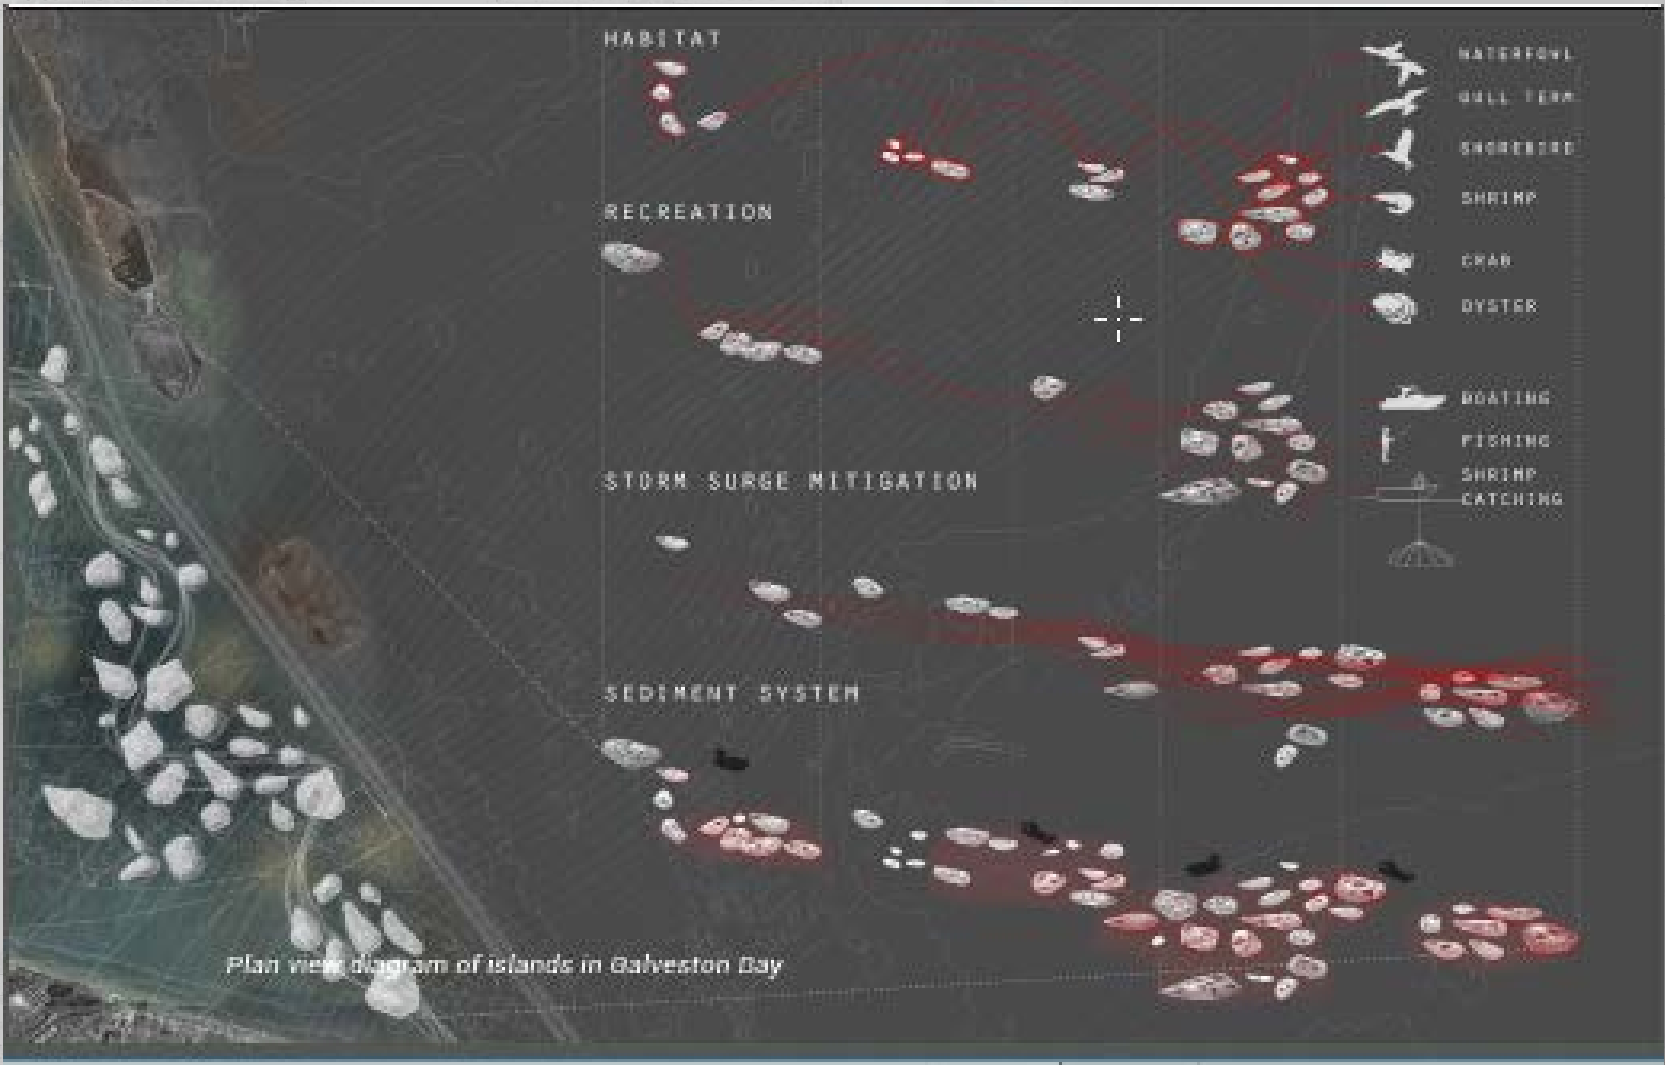 HABITAT
WATERFOWL
GULL TERN
SHOREBIRD
SHRIMP
RECREATION
CRAB
OYSTER
BOATING
FISHING
STORM SURGE MITIGATION
SHRIMP
CATCHING
SEDIMENT SYSTEM
Plan view diagram of islands in Galveston Bay